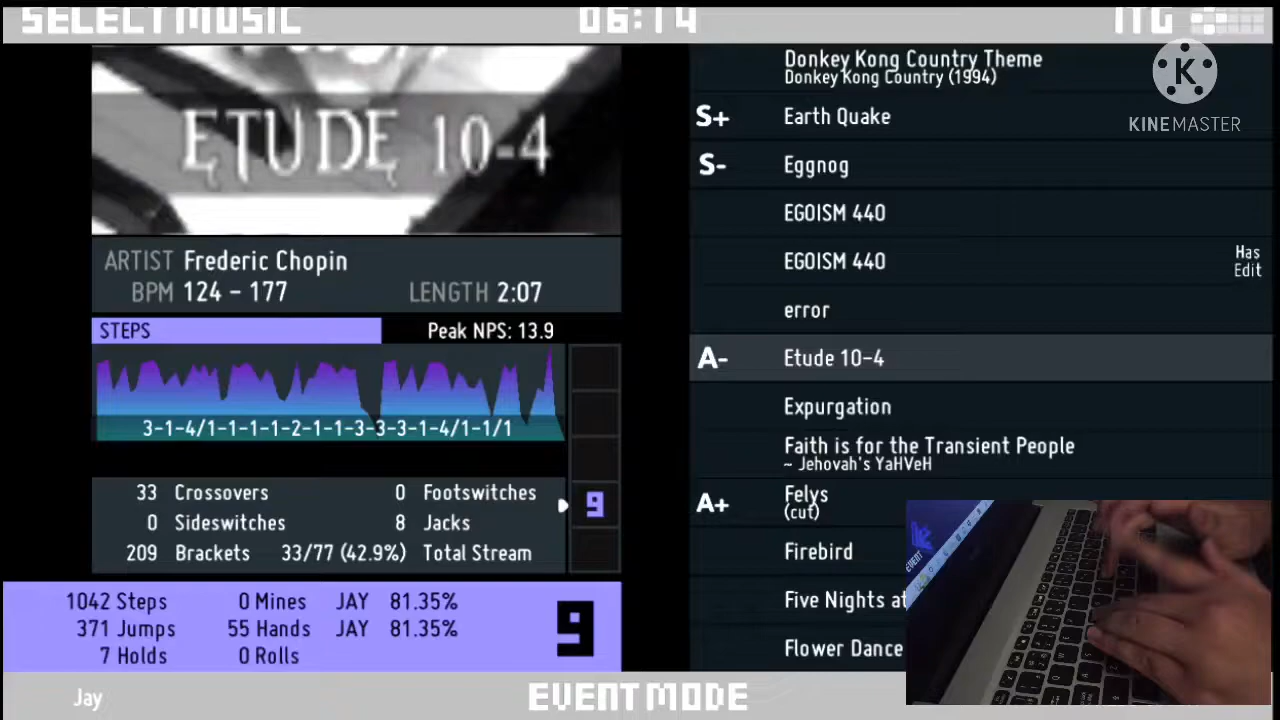 SELECT MUSIC
06:14
ITG
ETUDE 10-4
ARTIST Frederic Chopin
BPM 124 - 177
LENGTH 2:07
STEPS
Peak NPS: 13.9
3-1-4/1-1-1-1-2-1-1-3-3-3-1-4/1-1/1
33 Crossovers
0 Footswitches
0 Sideswitches
8 Jacks
209 Brackets
33/77 (42.9%) Total Stream
9
1042 Steps
0 Mines
JAY 81.35%
371 Jumps
55 Hands
JAY 81.35%
7 Holds
0 Rolls
9
Donkey Kong Country Theme
Donkey Kong Country (1994)
S+ Earth Quake
S- Eggnog
EGOISM 440
EGOISM 440
Has
Edit
error
A- Etude 10-4
Expurgation
Faith is for the Transient People
~ Jehovah's YaHVeH
A+ Felys
(cut)
Firebird
Five Nights at
Flower Dance
K
KINEMASTER
EVENT
Jay
EVENT MODE